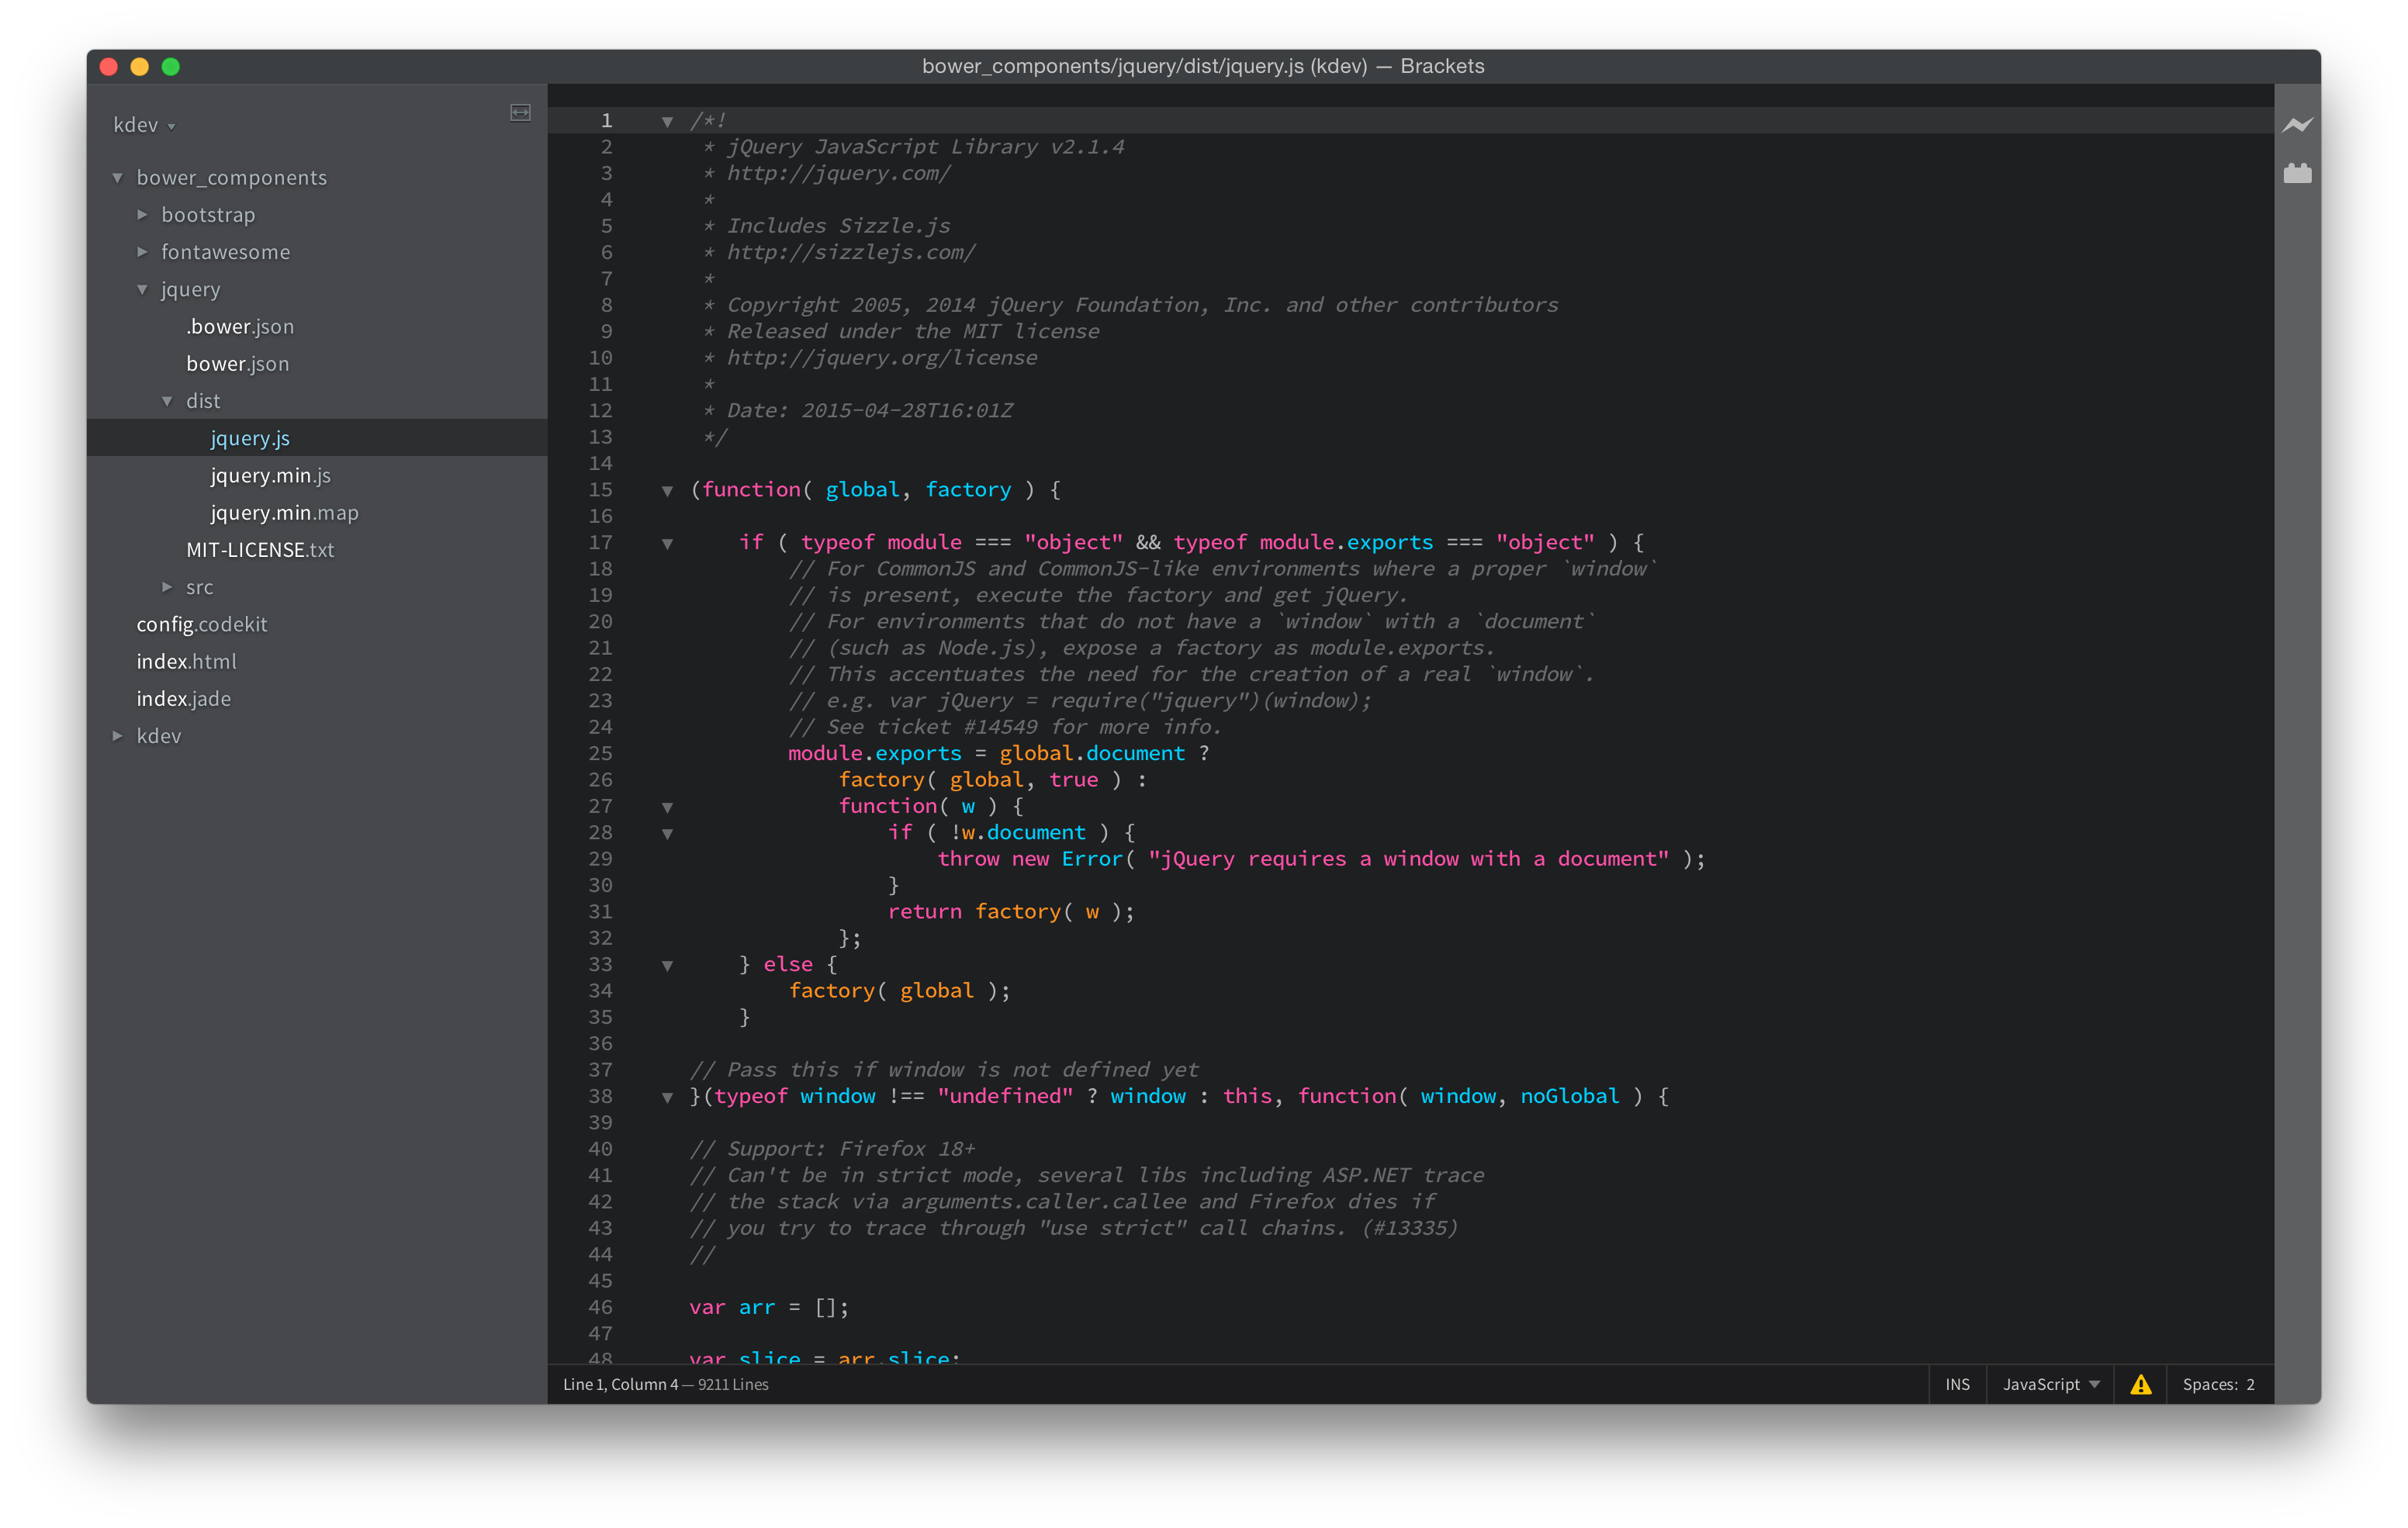 bower_components/jquery/dist/jquery.js (kdev) — Brackets
kdev
bower_components
bootstrap
fontawesome
jquery
.bower.json
bower.json
dist
jquery.js
jquery.min.js
jquery.min.map
MIT-LICENSE.txt
src
config.codekit
index.html
index.jade
kdev
1 /*!
2 * jQuery JavaScript Library v2.1.4
3 * http://jquery.com/
4 *
5 * Includes Sizzle.js
6 * http://sizzlejs.com/
7 *
8 * Copyright 2005, 2014 jQuery Foundation, Inc. and other contributors
9 * Released under the MIT license
10 * http://jquery.org/license
11 *
12 * Date: 2015-04-28T16:01Z
13 */
14
15 (function( global, factory ) {
16
17 if ( typeof module === "object" && typeof module.exports === "object" ) {
18 // For CommonJS and CommonJS-like environments where a proper `window`
19 // is present, execute the factory and get jQuery.
20 // For environments that do not have a `window` with a `document`
21 // (such as Node.js), expose a factory as module.exports.
22 // This accentuates the need for the creation of a real `window`.
23 // e.g. var jQuery = require("jquery")(window);
24 // See ticket #14549 for more info.
25 module.exports = global.document ?
26 factory( global, true ) :
27 function( w ) {
28 if ( !w.document ) {
29 throw new Error( "jQuery requires a window with a document" );
30 }
31 return factory( w );
32 };
33 } else {
34 factory( global );
35 }
36
37 // Pass this if window is not defined yet
38 }(typeof window !== "undefined" ? window : this, function( window, noGlobal ) {
39
40 // Support: Firefox 18+
41 // Can't be in strict mode, several libs including ASP.NET trace
42 // the stack via arguments.caller.callee and Firefox dies if
43 // you try to trace through "use strict" call chains. (#13335)
44 //
45
46 var arr = [];
47
48 var slice = arr.slice;
Line 1, Column 4 — 9211 Lines
INS
JavaScript
Spaces: 2